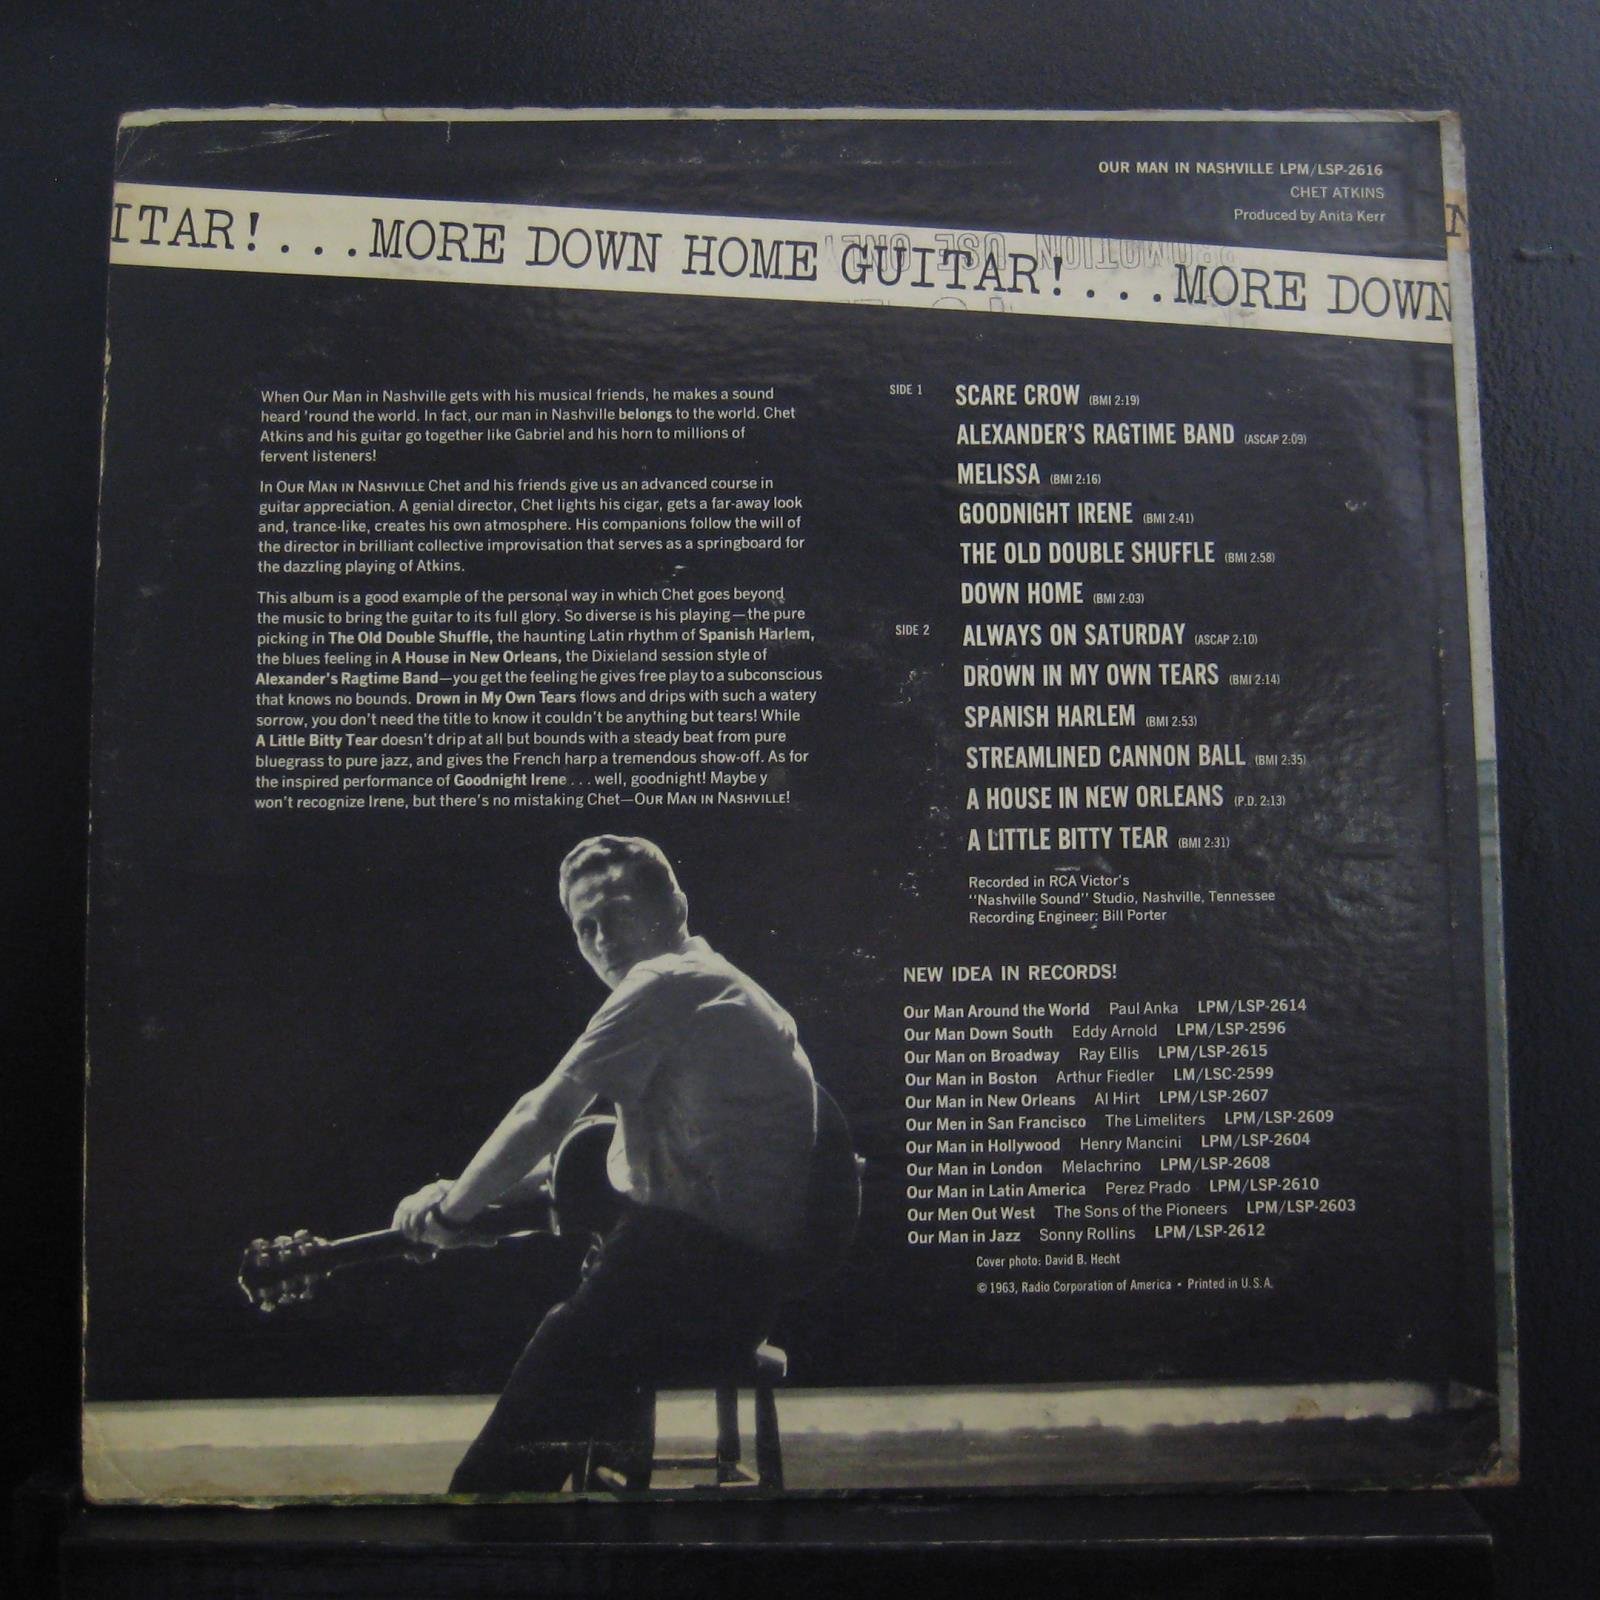 OUR MAN IN NASHVILLE LPM/LSP-2616
CHET ATKINS
Produced by Anita Kerr
ITAR!...MORE DOWN HOME GUITAR!...MORE DOWN
N
PROMOTION USE ONLY
When Our Man in Nashville gets with his musical friends, he makes a sound
heard 'round the world. In fact, our man in Nashville belongs to the world. Chet
Atkins and his guitar go together like Gabriel and his horn to millions of
fervent listeners!
In OUR MAN IN NASHVILLE Chet and his friends give us an advanced course in
guitar appreciation. A genial director, Chet lights his cigar, gets a far-away look
and, trance-like, creates his own atmosphere. His companions follow the will of
the director in brilliant collective improvisation that serves as a springboard for
the dazzling playing of Atkins.
This album is a good example of the personal way in which Chet goes beyond
the music to bring the guitar to its full glory. So diverse is his playing—the pure
picking in The Old Double Shuffle, the haunting Latin rhythm of Spanish Harlem,
the blues feeling in A House in New Orleans, the Dixieland session style of
Alexander's Ragtime Band—you get the feeling he gives free play to a subconscious
that knows no bounds. Drown in My Own Tears flows and drips with such a watery
sorrow, you don't need the title to know it couldn't be anything but tears! While
A Little Bitty Tear doesn't drip at all but bounds with a steady beat from pure
bluegrass to pure jazz, and gives the French harp a tremendous show-off. As for
the inspired performance of Goodnight Irene . . . well, goodnight! Maybe y
won't recognize Irene, but there's no mistaking Chet—OUR MAN IN NASHVILLE!
SIDE 1 SCARE CROW (BMI 2:19)
ALEXANDER'S RAGTIME BAND (ASCAP 2:09)
MELISSA (BMI 2:16)
GOODNIGHT IRENE (BMI 2:41)
THE OLD DOUBLE SHUFFLE (BMI 2:58)
DOWN HOME (BMI 2:03)
SIDE 2 ALWAYS ON SATURDAY (ASCAP 2:10)
DROWN IN MY OWN TEARS (BMI 2:14)
SPANISH HARLEM (BMI 2:53)
STREAMLINED CANNON BALL (BMI 2:35)
A HOUSE IN NEW ORLEANS (P.D. 2:13)
A LITTLE BITTY TEAR (BMI 2:31)
Recorded in RCA Victor's
"Nashville Sound" Studio, Nashville, Tennessee
Recording Engineer: Bill Porter
NEW IDEA IN RECORDS!
Our Man Around the World Paul Anka LPM/LSP-2614
Our Man Down South Eddy Arnold LPM/LSP-2596
Our Man on Broadway Ray Ellis LPM/LSP-2615
Our Man in Boston Arthur Fiedler LM/LSC-2599
Our Man in New Orleans Al Hirt LPM/LSP-2607
Our Men in San Francisco The Limeliters LPM/LSP-2609
Our Man in Hollywood Henry Mancini LPM/LSP-2604
Our Man in London Melachrino LPM/LSP-2608
Our Man in Latin America Perez Prado LPM/LSP-2610
Our Men Out West The Sons of the Pioneers LPM/LSP-2603
Our Man in Jazz Sonny Rollins LPM/LSP-2612
Cover photo: David B. Hecht
© 1963, Radio Corporation of America • Printed in U.S.A.